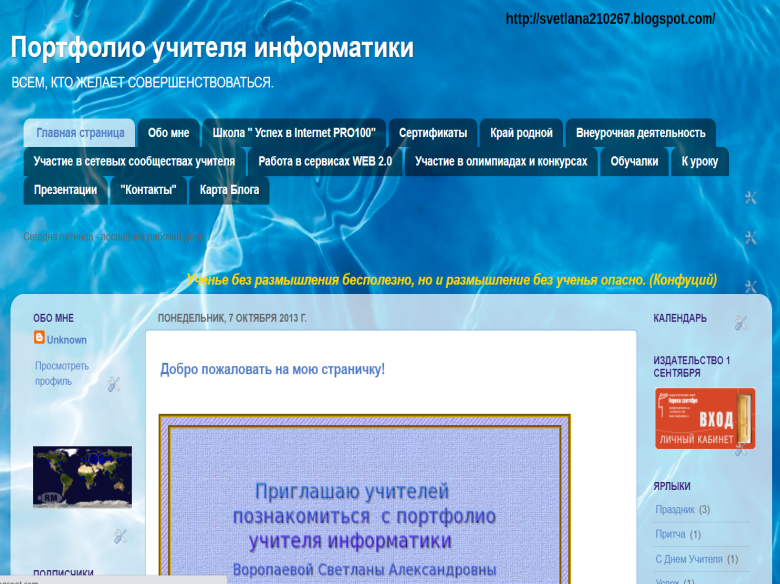 http://svetlana210267.blogspot.com/
Портфолио учителя информатики
ВСЕМ, КТО ЖЕЛАЕТ СОВЕРШЕНСТВОВАТЬСЯ.
Главная страница Обо мне Школа " Успех в Internet PRO100" Сертификаты Край родной Внеурочная деятельность
Участие в сетевых сообществах учителя Работа в сервисах WEB 2.0 Участие в олимпиадах и конкурсах Обучалки К уроку
Презентации "Контакты" Карта Блога
Сегодня пятница - последний рабочий день
Ученье без размышления бесполезно, но и размышление без ученья опасно. (Конфуций)
ОБО МНЕ
Unknown
Просмотреть
профиль
RM
ПОДПИСЧИКИ
ПОНЕДЕЛЬНИК, 7 ОКТЯБРЯ 2013 Г.
Добро пожаловать на мою страничку!
Приглашаю учителей
познакомиться с портфолио
учителя информатики
Воропаевой Светланы Александровны
КАЛЕНДАРЬ
ИЗДАТЕЛЬСТВО 1
СЕНТЯБРЯ
Первое сентября
ВХОД
ЛИЧНЫЙ КАБИНЕТ
ЯРЛЫКИ
Праздник (3)
Притча (1)
С Днем Учителя (1)
Успех (1)